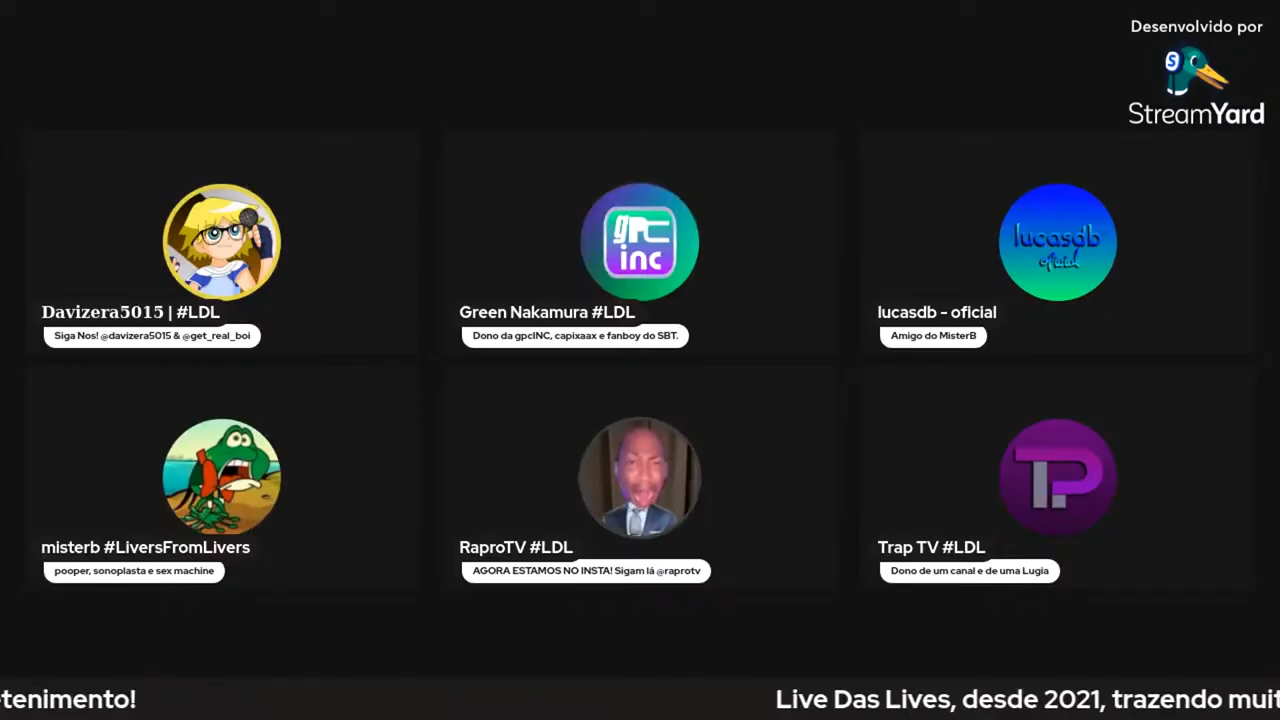 Desenvolvido por
StreamYard
gpc
inc
lucasdb
oficial
Davizera5015 | #LDL
Siga Nos! @davizera5015 & @get_real_boi
Green Nakamura #LDL
Dono da gpcINC, capixaax e fanboy do SBT.
lucasdb - oficial
Amigo do MisterB
TP
misterb #LiversFromLivers
pooper, sonoplasta e sex machine
RaproTV #LDL
AGORA ESTAMOS NO INSTA! Sigam lá @raprotv
Trap TV #LDL
Dono de um canal e de uma Lugia
tenimento!
Live Das Lives, desde 2021, trazendo muit